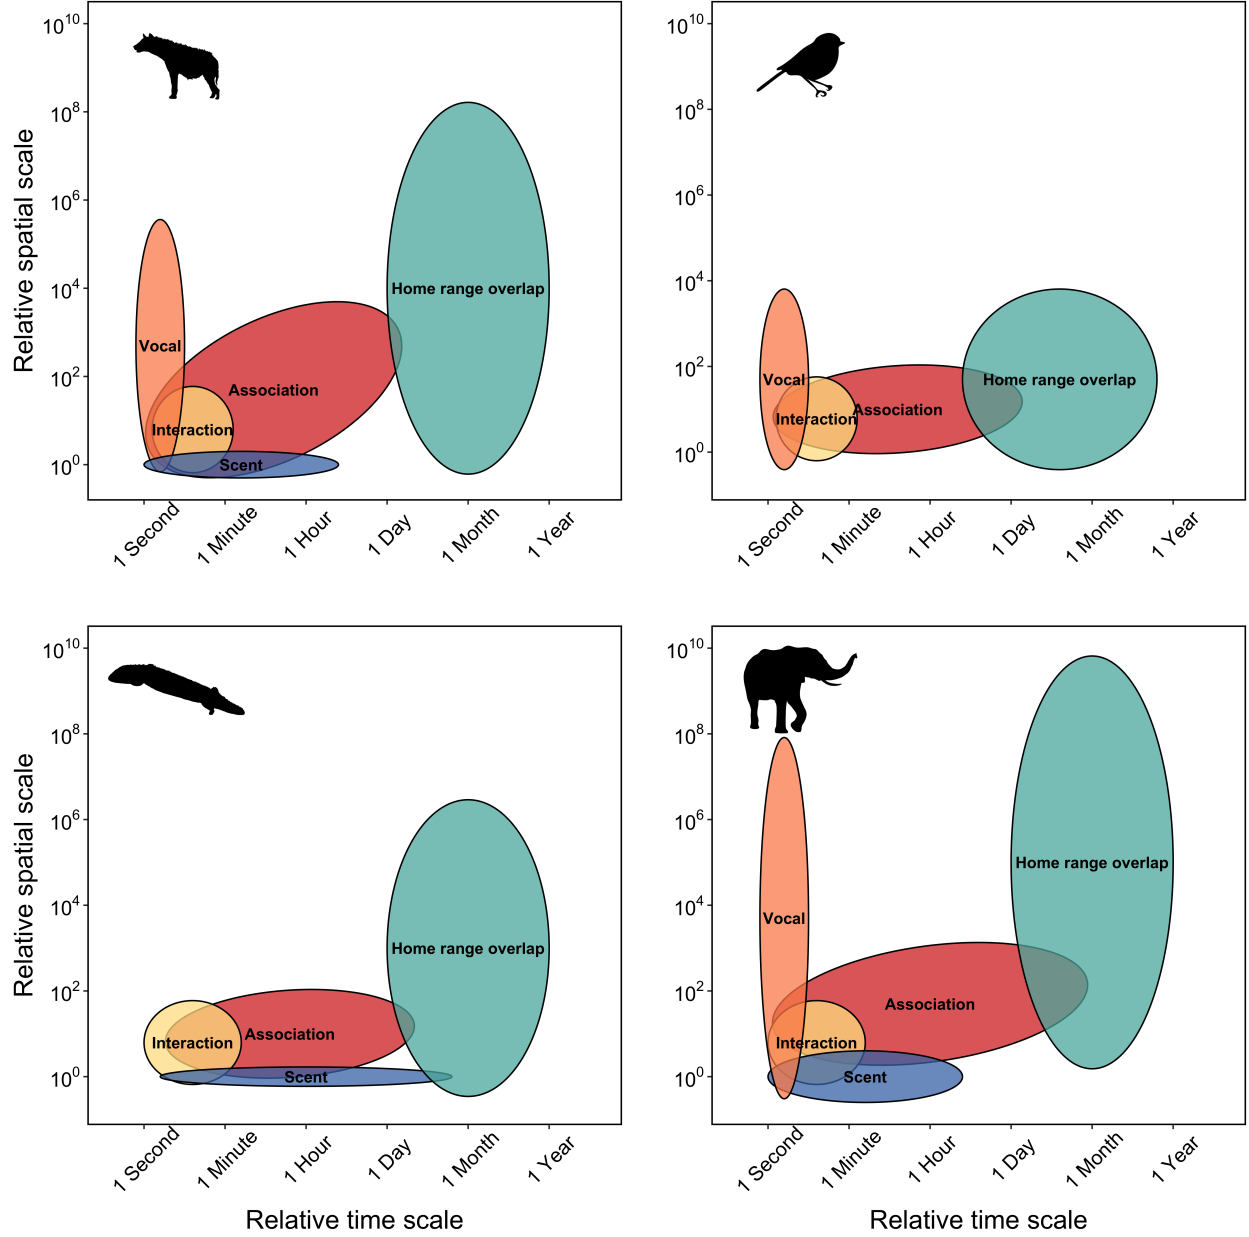 Relative spatial scale
10^10
10^8
10^6
10^4
10^2
10^0
Vocal
Home range overlap
Association
Interaction
Scent
1 Second
1 Minute
1 Hour
1 Day
1 Month
1 Year
10^10
10^8
10^6
10^4
10^2
10^0
Vocal
Home range overlap
Association
Interaction
1 Second
1 Minute
1 Hour
1 Day
1 Month
1 Year
Relative spatial scale
10^10
10^8
10^6
10^4
10^2
10^0
Home range overlap
Association
Interaction
Scent
1 Second
1 Minute
1 Hour
1 Day
1 Month
1 Year
Relative time scale
10^10
10^8
10^6
10^4
10^2
10^0
Home range overlap
Vocal
Association
Interaction
Scent
1 Second
1 Minute
1 Hour
1 Day
1 Month
1 Year
Relative time scale